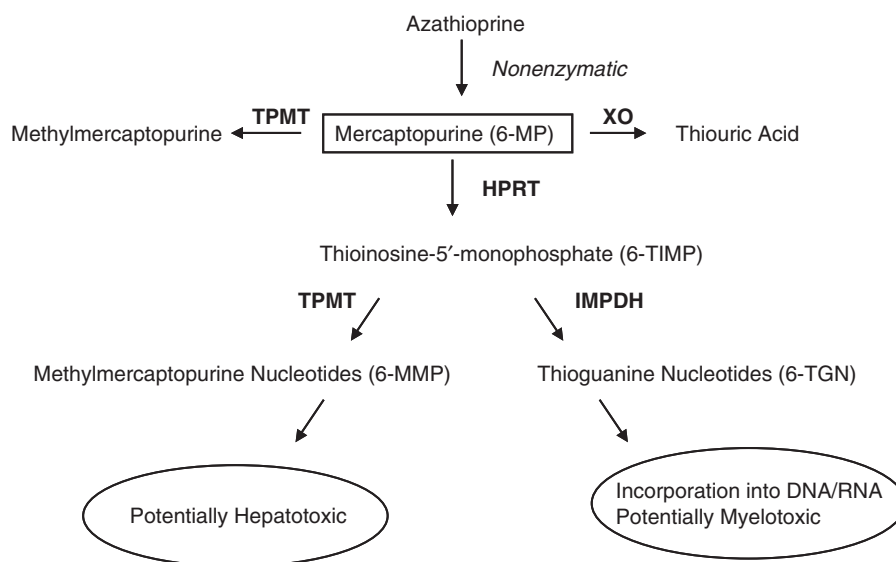 Azathioprine
Nonenzymatic
TPMT
XO
Methylmercaptopurine
Mercaptopurine (6-MP)
Thiouric Acid
HPRT
Thioinosine-5′-monophosphate (6-TIMP)
TPMT
IMPDH
Methylmercaptopurine Nucleotides (6-MMP)
Thioguanine Nucleotides (6-TGN)
Potentially Hepatotoxic
Incorporation into DNA/RNA
Potentially Myelotoxic